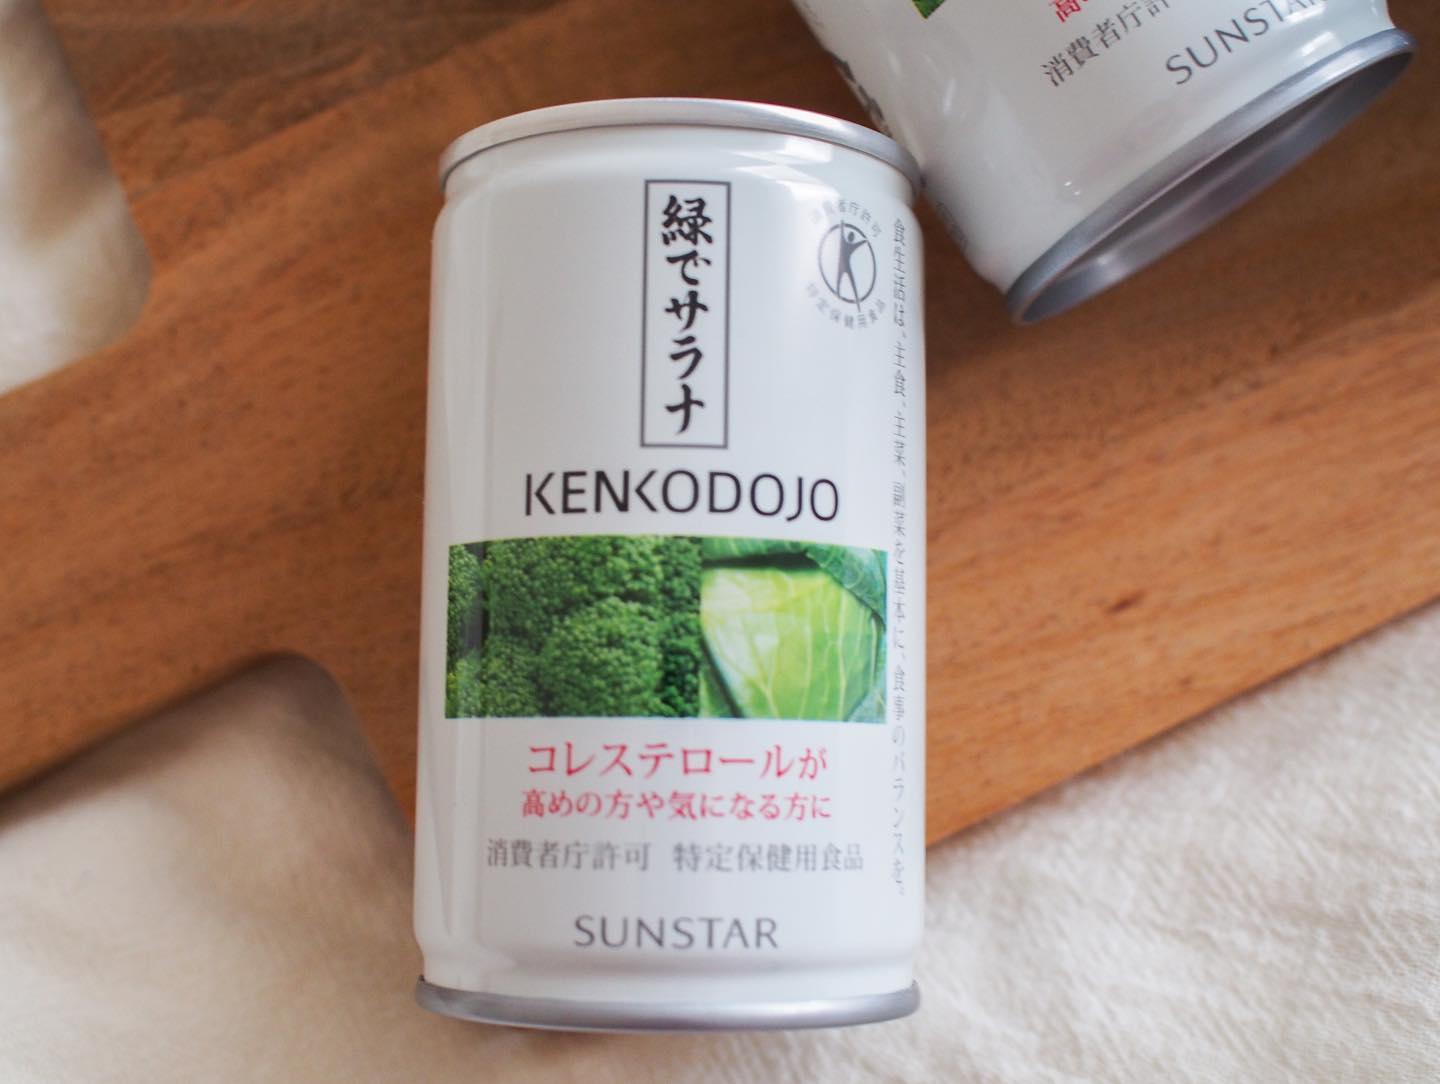 緑でサラナ
消費者庁許可
特定保健用食品
KENKODOJO
コレステロールが
高めの方や気になる方に
消費者庁許可 特定保健用食品
SUNSTAR
食生活は、主食、主菜、副菜を基本に、食事のバランスを。
消費者庁許
SUNSTAR